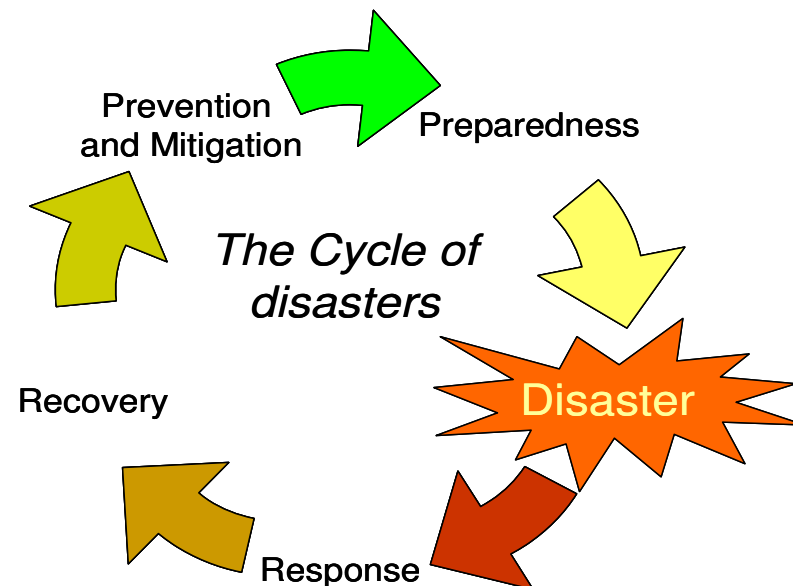 Prevention
and Mitigation
Preparedness
The Cycle of
disasters
Disaster
Recovery
Response